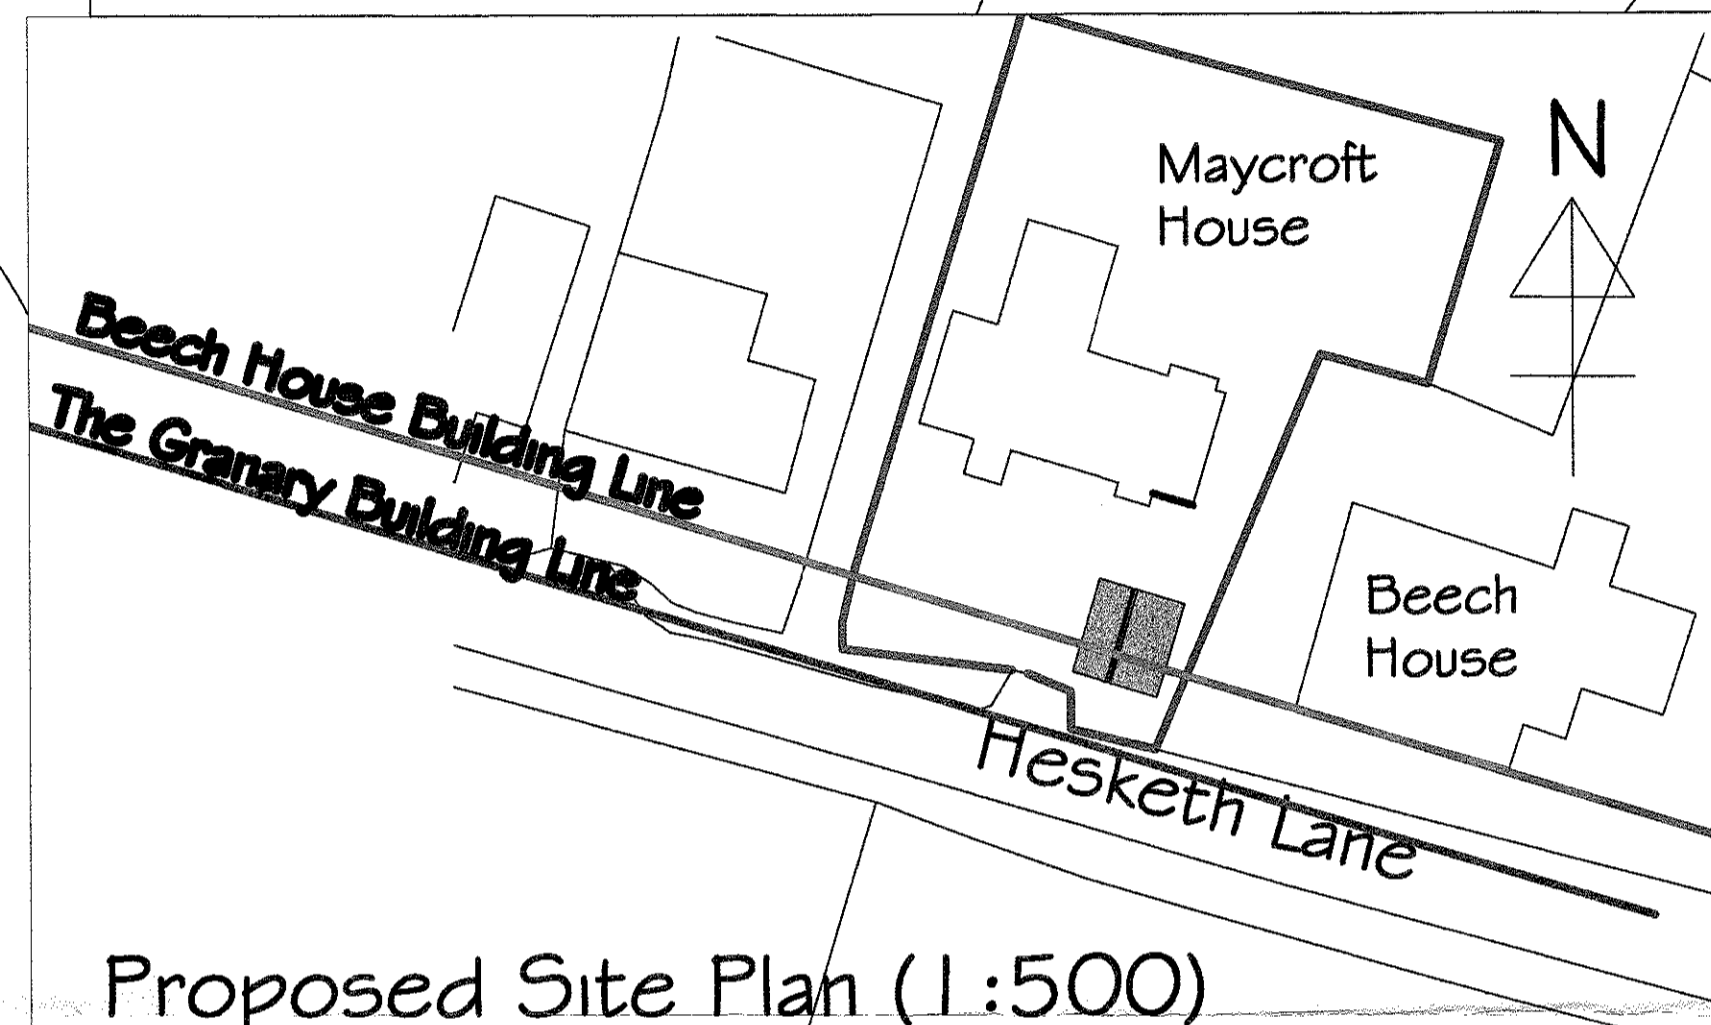 Maycroft
House
N
Beech House Building Line
The Granary Building Line
Beech
House
Hesketh Lane
Proposed Site Plan (1:500)